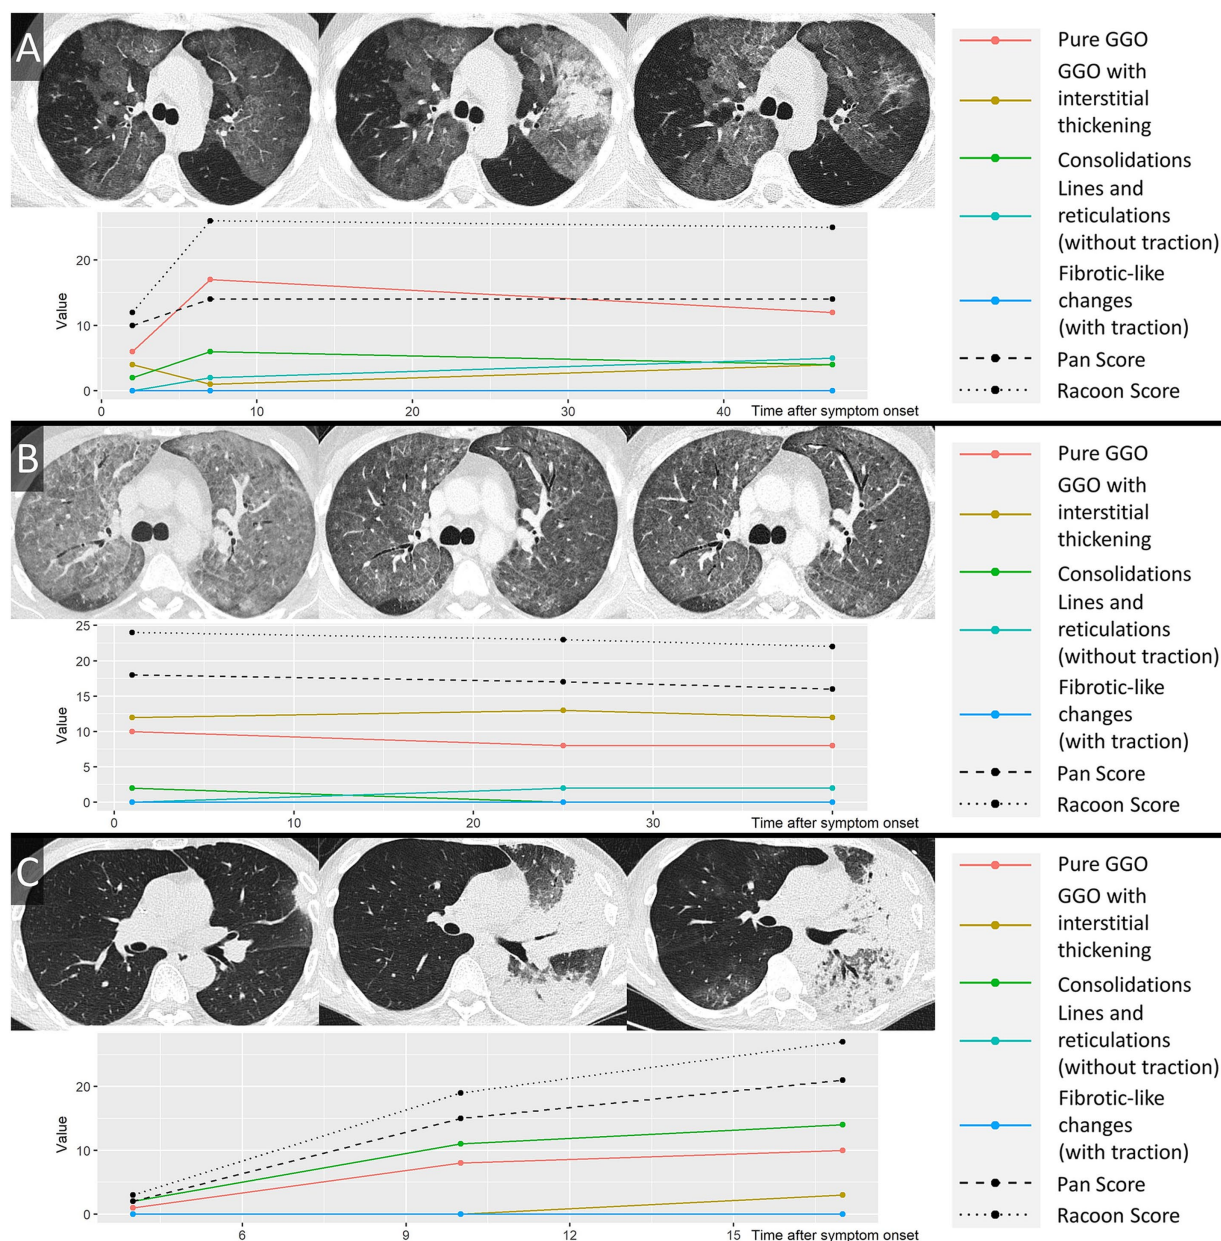 A
Pure GGO
GGO with
interstitial
thickening
Consolidations
Lines and
reticulations
(without traction)
Fibrotic-like
changes
(with traction)
Pan Score
Racoon Score
Value
20
10
0
0 10 20 30 40 Time after symptom onset
B
Pure GGO
GGO with
interstitial
thickening
Consolidations
Lines and
reticulations
(without traction)
Fibrotic-like
changes
(with traction)
Pan Score
Racoon Score
Value
25
20
15
10
5
0
0 10 20 30 Time after symptom onset
C
Pure GGO
GGO with
interstitial
thickening
Consolidations
Lines and
reticulations
(without traction)
Fibrotic-like
changes
(with traction)
Pan Score
Racoon Score
Value
20
10
0
6 9 12 15 Time after symptom onset